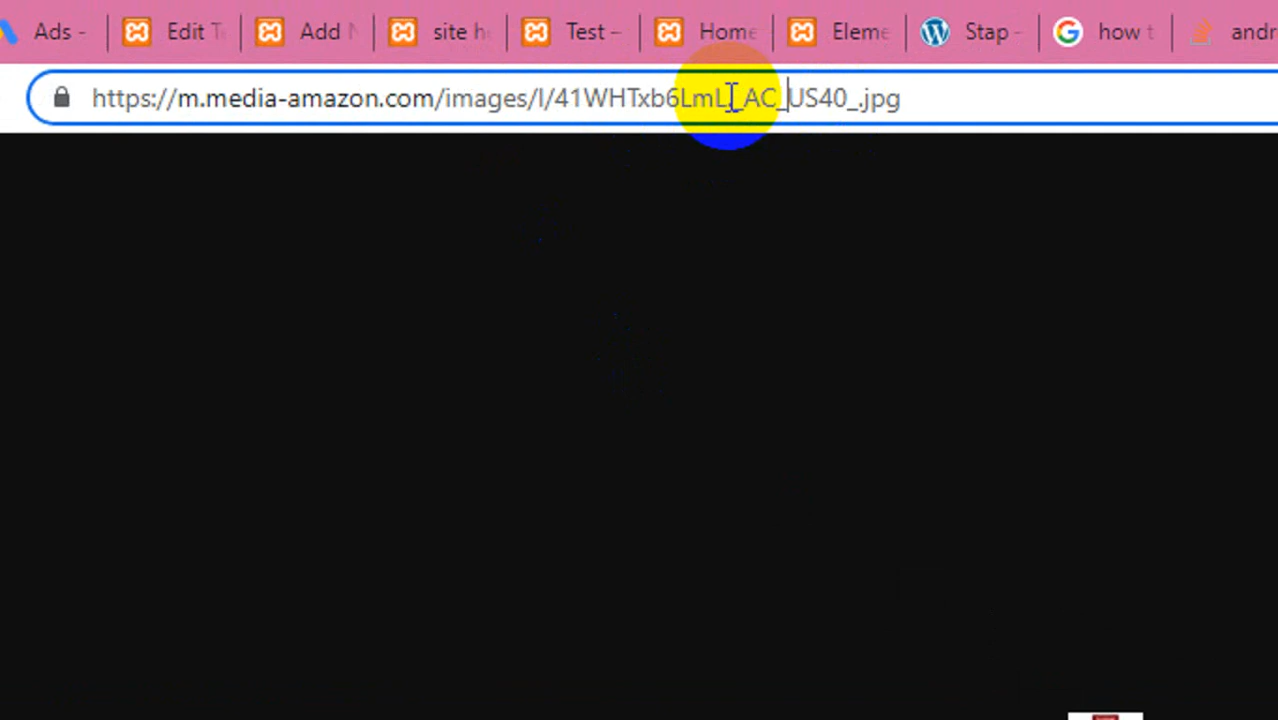 Ads - Edit Add site h Test – Home Eleme Stap - how t andr
https://m.media-amazon.com/images/I/41WHTxb6LmL._AC_US40_.jpg